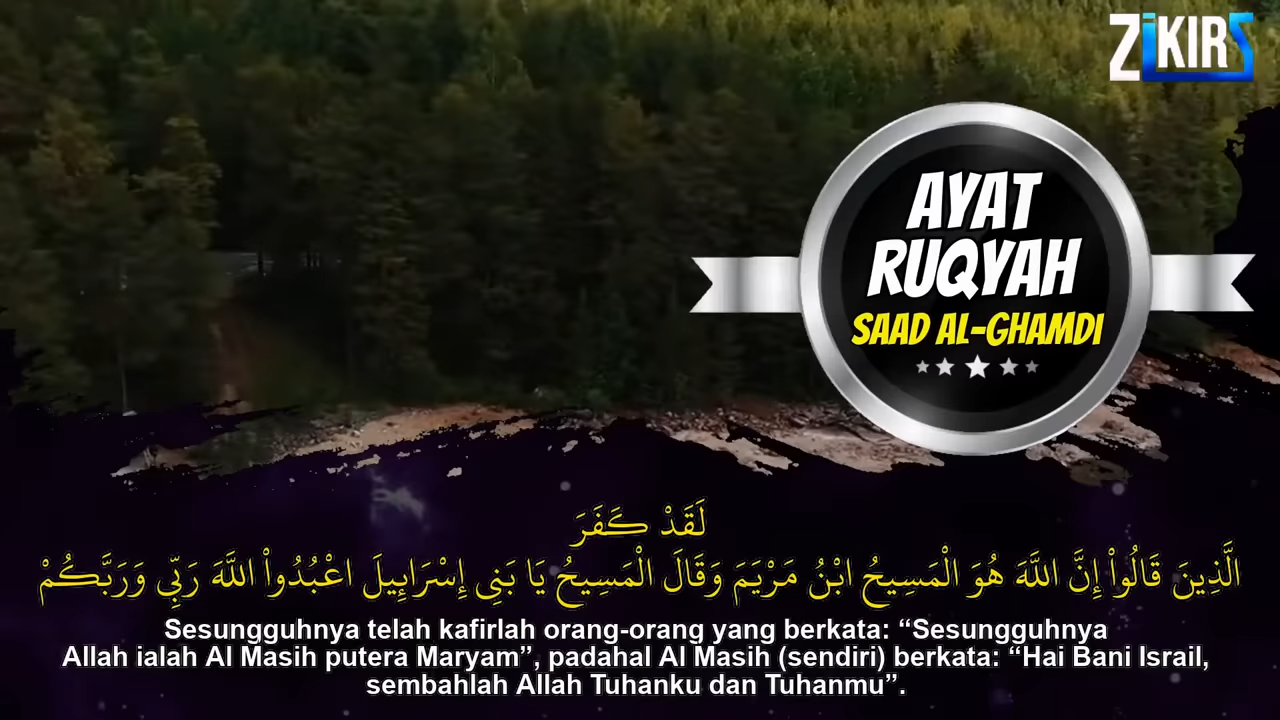 ZiKIRS
AYAT
RUQYAH
SAAD AL-GHAMDI
لَقَدْ كَفَرَ
الَّذِينَ قَالُواْ إِنَّ اللَّهَ هُوَ الْمَسِيحُ ابْنُ مَرْيَمَ وَقَالَ الْمَسِيحُ يَا بَنِي إِسْرَايِيلَ اعْبُدُواْ اللَّهَ رَبِّي وَرَبَّكُمْ
Sesungguhnya telah kafirlah orang-orang yang berkata: “Sesungguhnya
Allah ialah Al Masih putera Maryam”, padahal Al Masih (sendiri) berkata: “Hai Bani Israil,
sembahlah Allah Tuhanku dan Tuhanmu”.